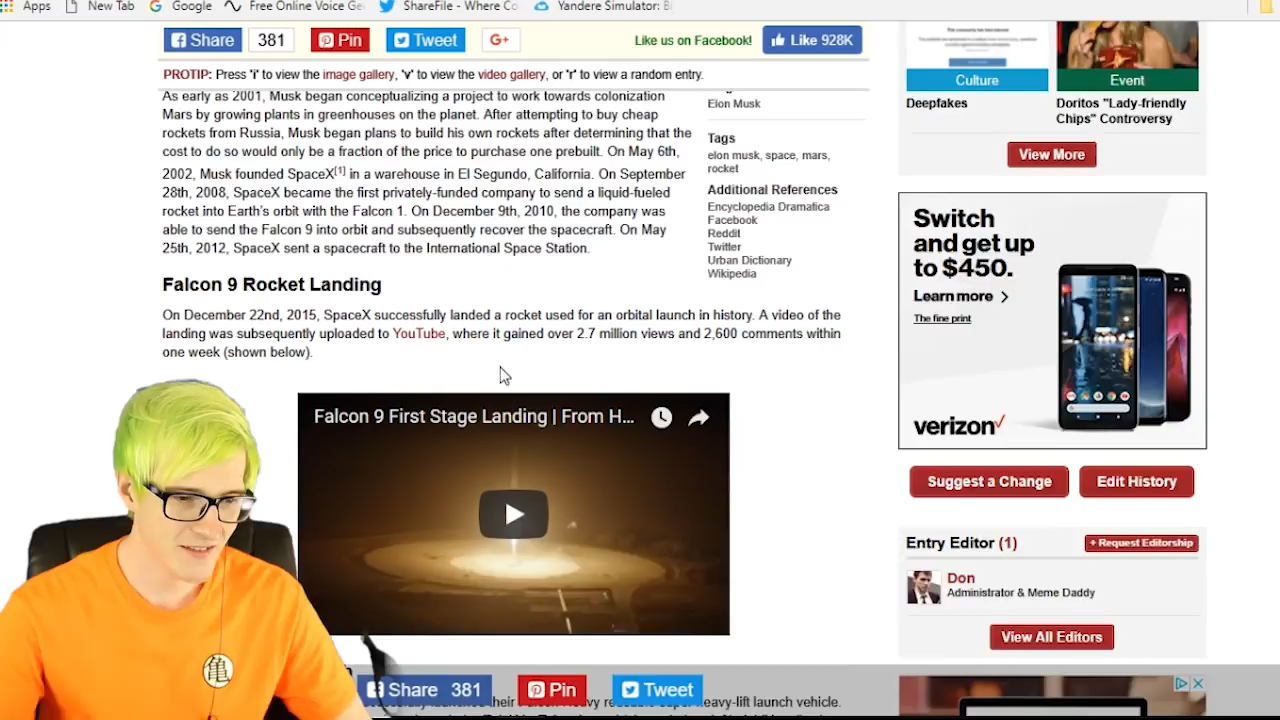 Apps New Tab Google Free Online Voice Ge ShareFile - Where Co Yandere Simulator:
Share 381 Pin Tweet G+ Like us on Facebook! Like 928K
PROTIP: Press 'i' to view the image gallery, 'v' to view the video gallery, or 'r' to view a random entry.
As early as 2001, Musk began conceptualizing a project to work towards colonization
Mars by growing plants in greenhouses on the planet. After attempting to buy cheap
rockets from Russia, Musk began plans to build his own rockets after determining that the
cost to do so would only be a fraction of the price to purchase one prebuilt. On May 6th,
2002, Musk founded SpaceX[1] in a warehouse in El Segundo, California. On September
28th, 2008, SpaceX became the first privately-funded company to send a liquid-fueled
rocket into Earth's orbit with the Falcon 1. On December 9th, 2010, the company was
able to send the Falcon 9 into orbit and subsequently recover the spacecraft. On May
25th, 2012, SpaceX sent a spacecraft to the International Space Station.
Falcon 9 Rocket Landing
On December 22nd, 2015, SpaceX successfully landed a rocket used for an orbital launch in history. A video of the
landing was subsequently uploaded to YouTube, where it gained over 2.7 million views and 2,600 comments within
one week (shown below).
Falcon 9 First Stage Landing | From H...
亀
Share 381 Pin Tweet
their heavy-lift launch vehicle.
Elon Musk
Tags
elon musk, space, mars,
rocket
Additional References
Encyclopedia Dramatica
Facebook
Reddit
Twitter
Urban Dictionary
Wikipedia
Culture
Deepfakes
Event
Doritos "Lady-friendly
Chips" Controversy
View More
Switch
and get up
to $450.
Learn more
The fine print
verizon
Suggest a Change Edit History
Entry Editor (1) + Request Editorship
Don
Administrator & Meme Daddy
View All Editors